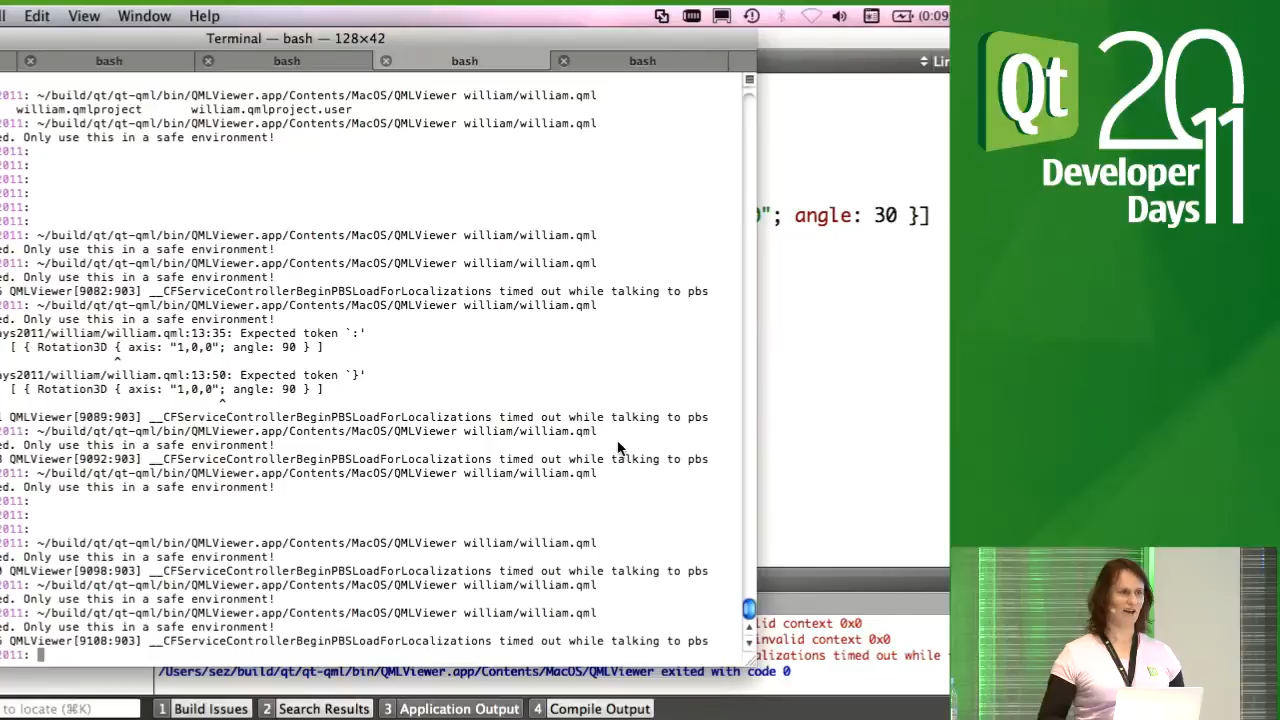 ll Edit View Window Help (0:09
Terminal — bash — 128×42
bash bash bash bash
Lin
2011: ~/build/qt/qt-qml/bin/QMLViewer.app/Contents/MacOS/QMLViewer william/william.qml
william.qmlproject william.qmlproject.user
2011: ~/build/qt/qt-qml/bin/QMLViewer.app/Contents/MacOS/QMLViewer william/william.qml
ed. Only use this in a safe environment!
2011:
2011:
2011:
2011:
2011:
2011:
2011: ~/build/qt/qt-qml/bin/QMLViewer.app/Contents/MacOS/QMLViewer william/william.qml
ed. Only use this in a safe environment!
2011: ~/build/qt/qt-qml/bin/QMLViewer.app/Contents/MacOS/QMLViewer william/william.qml
ed. Only use this in a safe environment!
QMLViewer[9082:903] __CFServiceControllerBeginPBSLoadForLocalizations timed out while talking to pbs
2011: ~/build/qt/qt-qml/bin/QMLViewer.app/Contents/MacOS/QMLViewer william/william.qml
ed. Only use this in a safe environment!
ays2011/william/william.qml:13:35: Expected token `:'
[ { Rotation3D { axis: "1,0,0"; angle: 90 } ]
^
ays2011/william/william.qml:13:50: Expected token `}'
[ { Rotation3D { axis: "1,0,0"; angle: 90 } ]
^
QMLViewer[9089:903] __CFServiceControllerBeginPBSLoadForLocalizations timed out while talking to pbs
2011: ~/build/qt/qt-qml/bin/QMLViewer.app/Contents/MacOS/QMLViewer william/william.qml
ed. Only use this in a safe environment!
QMLViewer[9092:903] __CFServiceControllerBeginPBSLoadForLocalizations timed out while talking to pbs
2011: ~/build/qt/qt-qml/bin/QMLViewer.app/Contents/MacOS/QMLViewer william/william.qml
ed. Only use this in a safe environment!
2011:
2011:
2011:
2011: ~/build/qt/qt-qml/bin/QMLViewer.app/Contents/MacOS/QMLViewer william/william.qml
ed. Only use this in a safe environment!
QMLViewer[9098:903] __CFServiceControllerBeginPBSLoadForLocalizations timed out while talking to pbs
2011: ~/build/qt/qt-qml/bin/QMLViewer.app/Contents/MacOS/QMLViewer william/william.qml
ed. Only use this in a safe environment!
2011: ~/build/qt/qt-qml/bin/QMLViewer.app/Contents/MacOS/QMLViewer william/william.qml
ed. Only use this in a safe environment!
QMLViewer[9108:903] __CFServiceControllerBeginPBSLoadForLocalizations timed out while talking to pbs
2011:
"; angle: 30 }]
lid context 0x0
invalid context 0x0
alizations timed out while
/Users/sez/build/qt/qt-qml/bin/QMLViewer.app/Contents/MacOS/QMLViewer exited with code 0
to locate (⌘K) 1 Build Issues 2 Search Results 3 Application Output 4 Compile Output
Qt 2011
Developer
Days